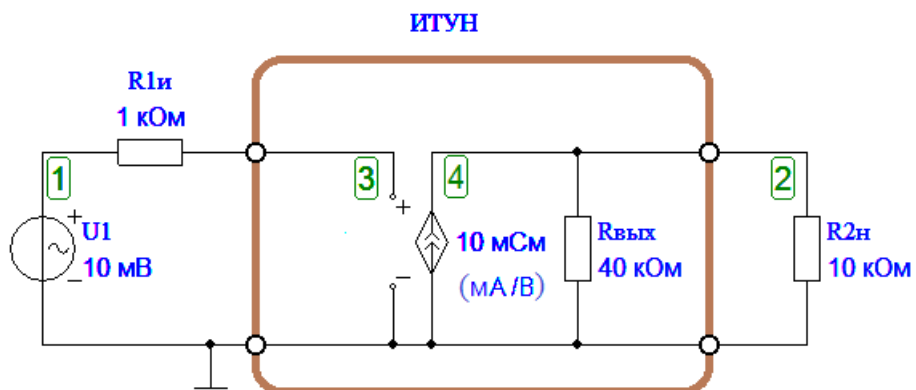 ИТУН
R1и
1 кОм
1
3
4
2
+
U1
10 мВ
−
+
−
10 мСм
(мА/В)
Rвых
40 кОм
R2н
10 кОм